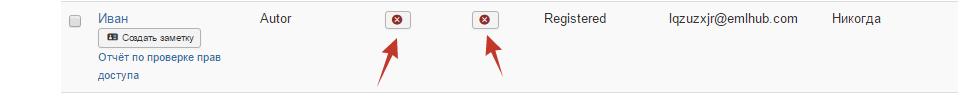 Иван Autor Registered lqzuzxjr@emlhub.com Никогда
Создать заметку
Отчёт по проверке прав
доступа